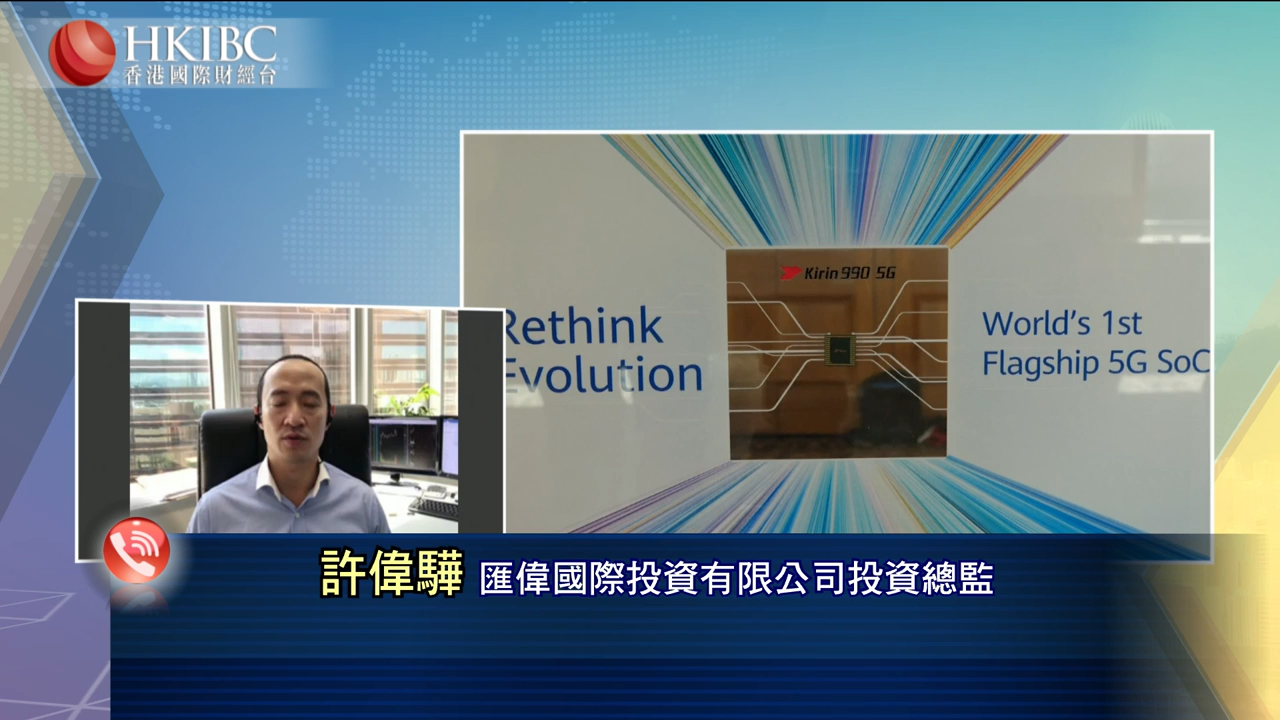 HKIBC
香港國際財經台
Kirin 990 5G
Rethink
Evolution
World's 1st
Flagship 5G SoC
許偉驊 匯偉國際投資有限公司投資總監